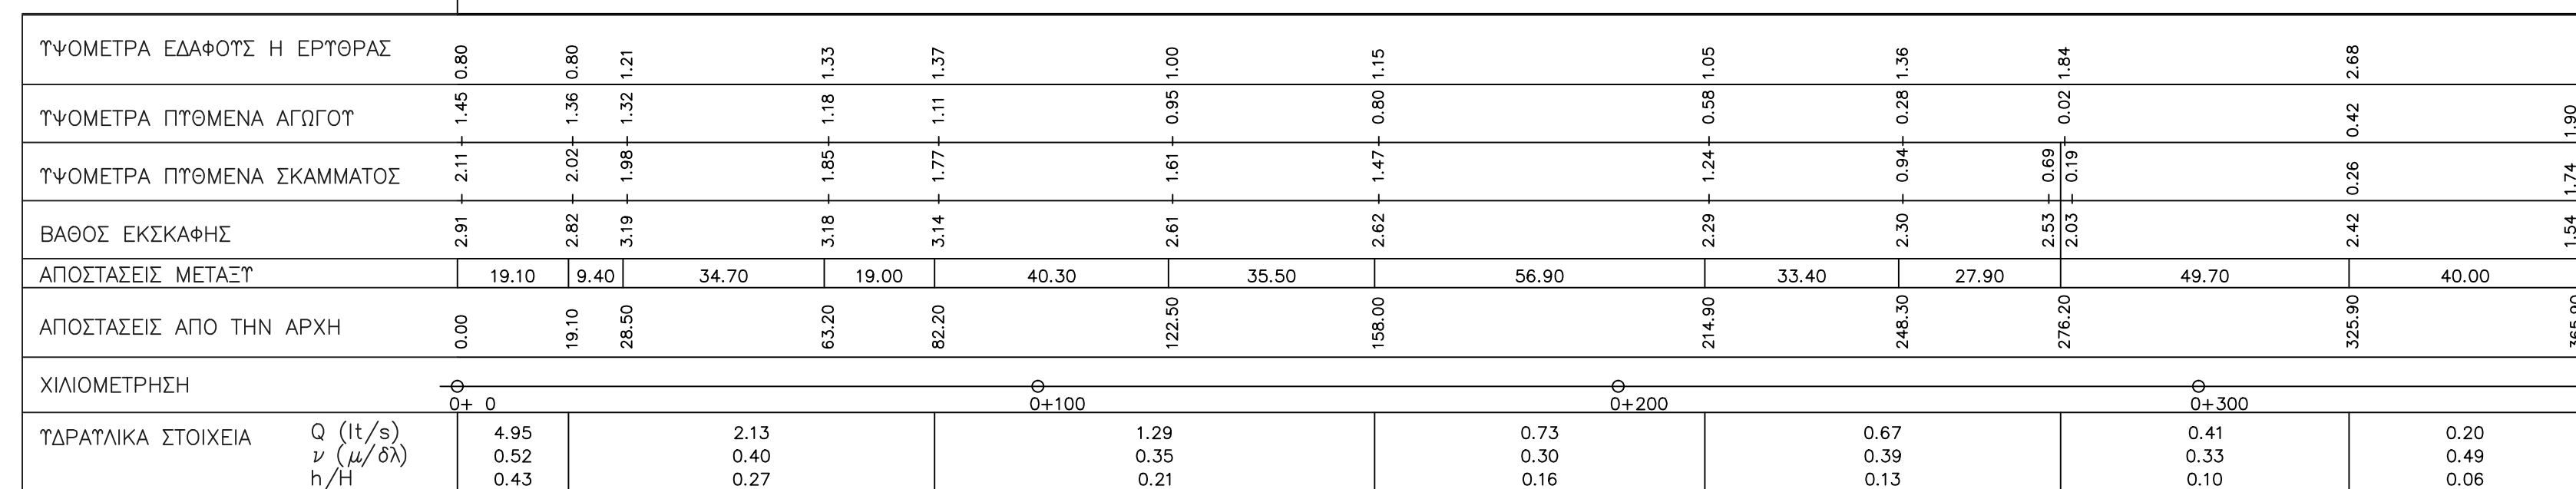 ΥΨΟΜΕΤΡΑ ΕΔΑΦΟΥΣ Η ΕΡΥΘΡΑΣ 0.80 0.80 1.21 1.33 1.37 1.00 1.15 1.05 1.36 1.84 2.68
ΥΨΟΜΕΤΡΑ ΠΥΘΜΕΝΑ ΑΓΩΓΟΥ -1.45 -1.36 -1.32 -1.18 -1.11 -0.95 -0.80 -0.58 -0.28 -0.02 0.42 1.90
ΥΨΟΜΕΤΡΑ ΠΥΘΜΕΝΑ ΣΚΑΜΜΑΤΟΣ -2.11 -2.02 -1.98 -1.85 -1.77 -1.61 -1.47 -1.24 -0.94 -0.69 -0.19 0.26 1.74
ΒΑΘΟΣ ΕΚΣΚΑΦΗΣ 2.91 2.82 3.19 3.18 3.14 2.61 2.62 2.29 2.30 2.53 2.03 2.42 1.54
ΑΠΟΣΤΑΣΕΙΣ ΜΕΤΑΞΥ 19.10 9.40 34.70 19.00 40.30 35.50 56.90 33.40 27.90 49.70 40.00
ΑΠΟΣΤΑΣΕΙΣ ΑΠΟ ΤΗΝ ΑΡΧΗ 0.00 19.10 28.50 63.20 82.20 122.50 158.00 214.90 248.30 276.20 325.90
ΧΙΛΙΟΜΕΤΡΗΣΗ
0+ 0 0+100 0+200 0+300
ΥΔΡΑΥΛΙΚΑ ΣΤΟΙΧΕΙΑ Q (lt/s) 4.95 2.13 1.29 0.73 0.67 0.41 0.20
ν (μ/δλ) 0.52 0.40 0.35 0.30 0.39 0.33 0.49
h/H 0.43 0.27 0.21 0.16 0.13 0.10 0.06